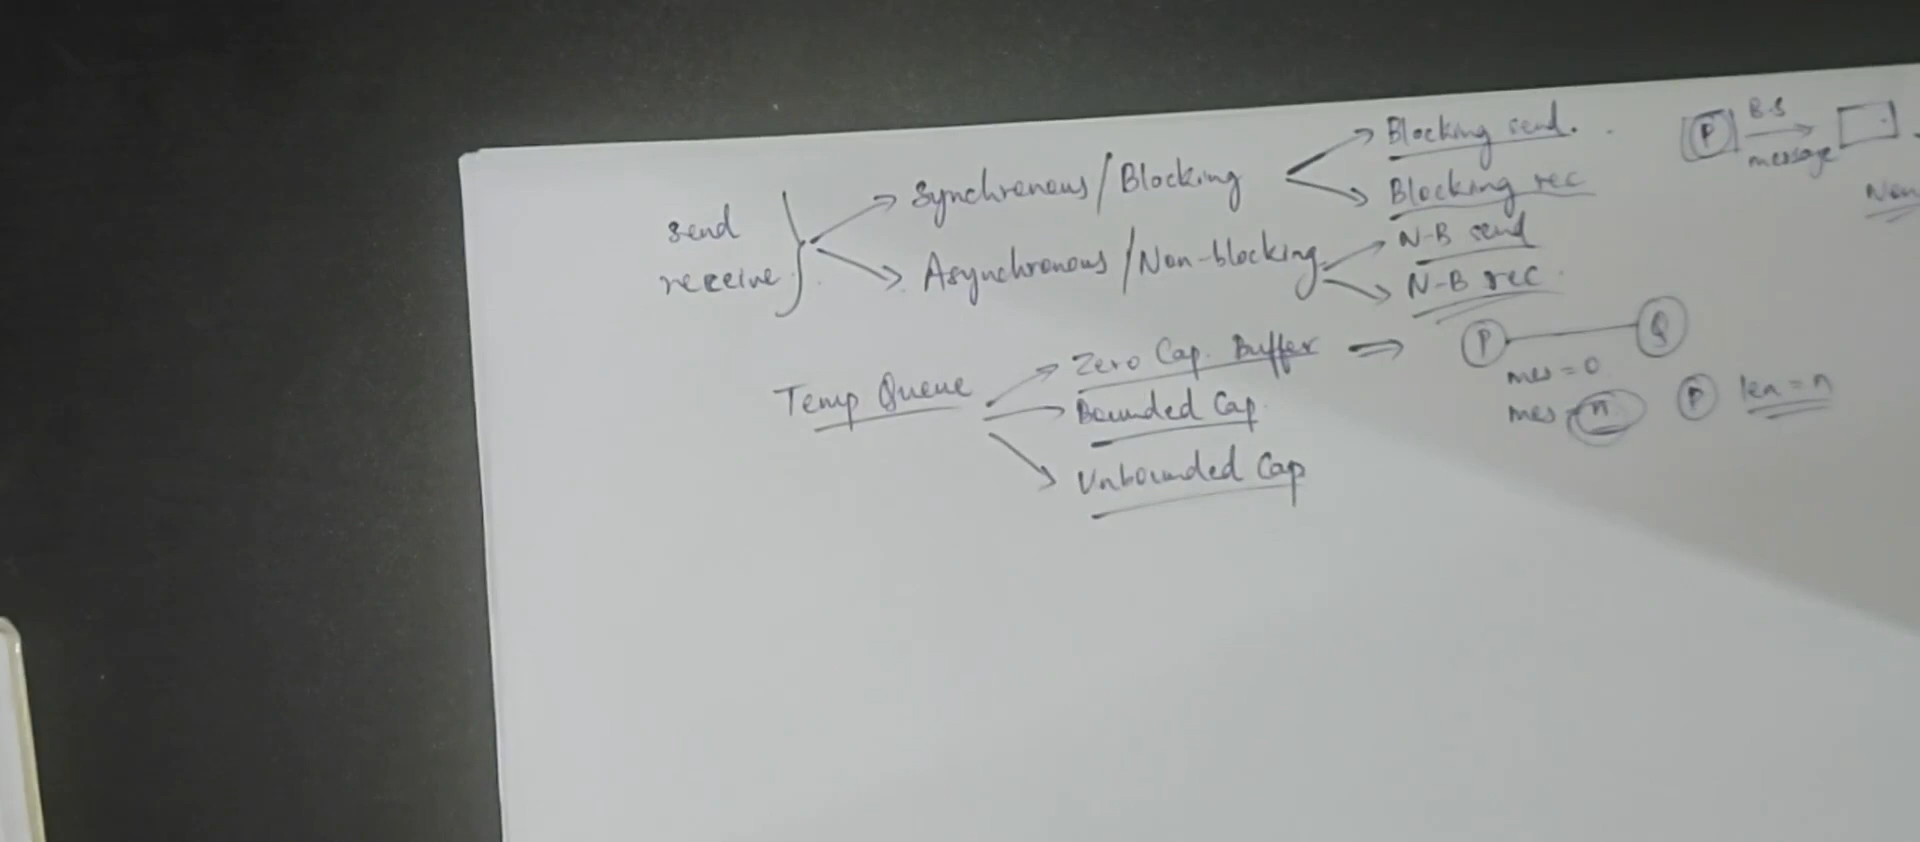 send
receive
Synchronous / Blocking
Asynchronous / Non-blocking
Blocking send.
Blocking rec
N-B send
N-B rec
P B.S
message
Non
Temp Queue
Zero Cap. Buffer
Bounded Cap.
Unbounded Cap
P Q
mes = 0
mes = n P len = n